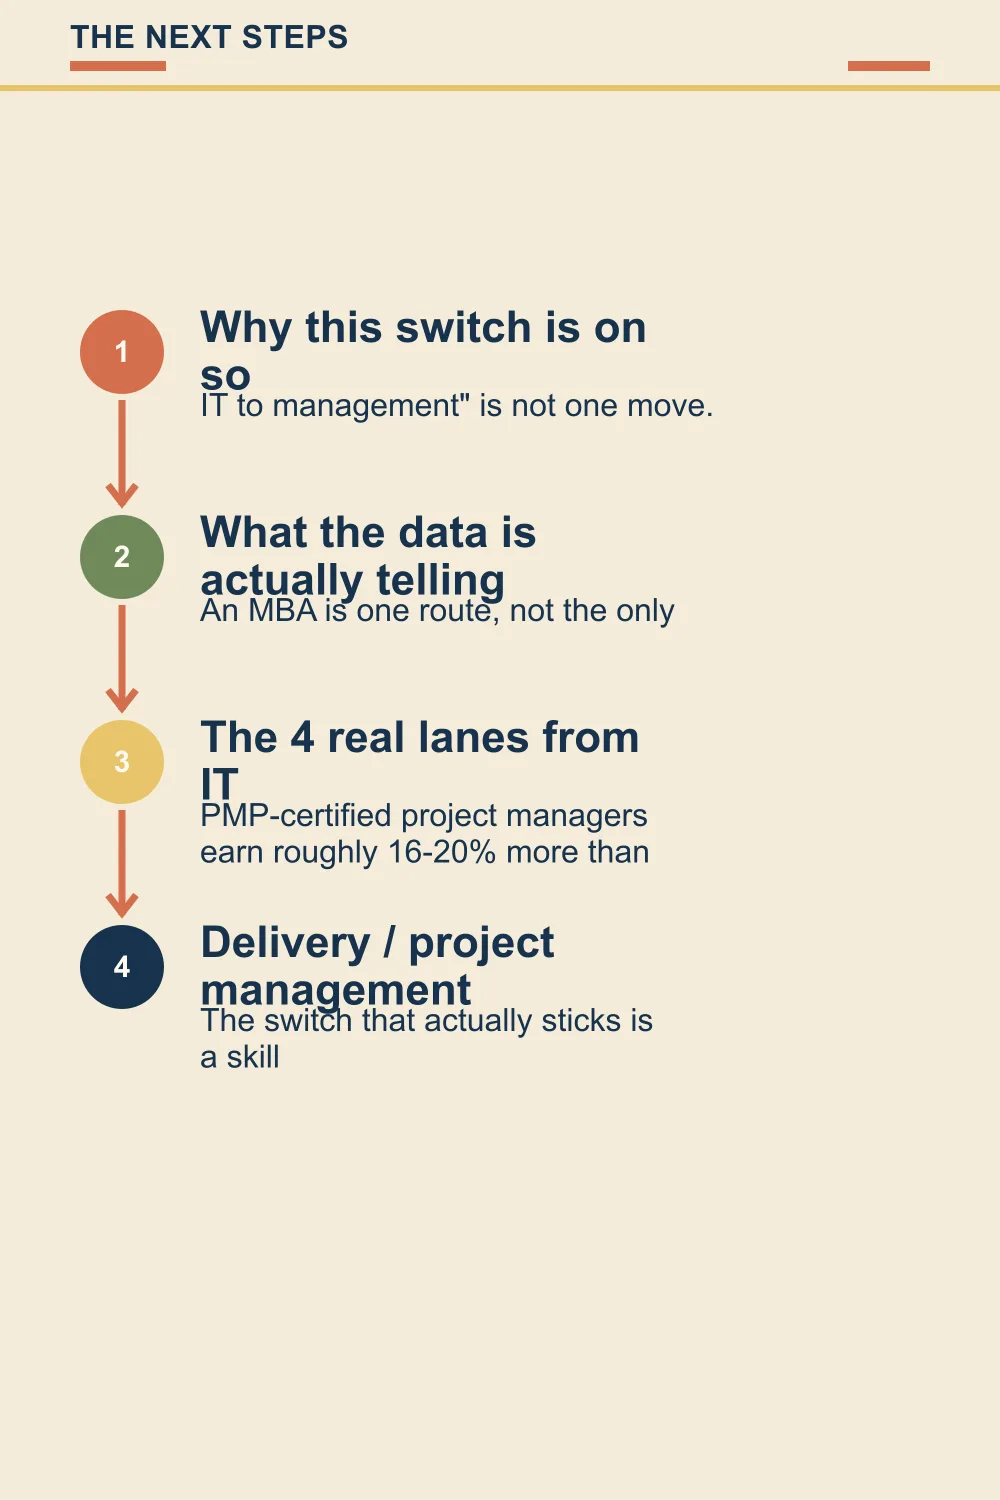 THE NEXT STEPS
1
Why this switch is on
so
IT to management" is not one move.
2
What the data is
actually telling
An MBA is one route, not the only
3
The 4 real lanes from
IT
PMP-certified project managers
earn roughly 16-20% more than
4
Delivery / project
management
The switch that actually sticks is
a skill